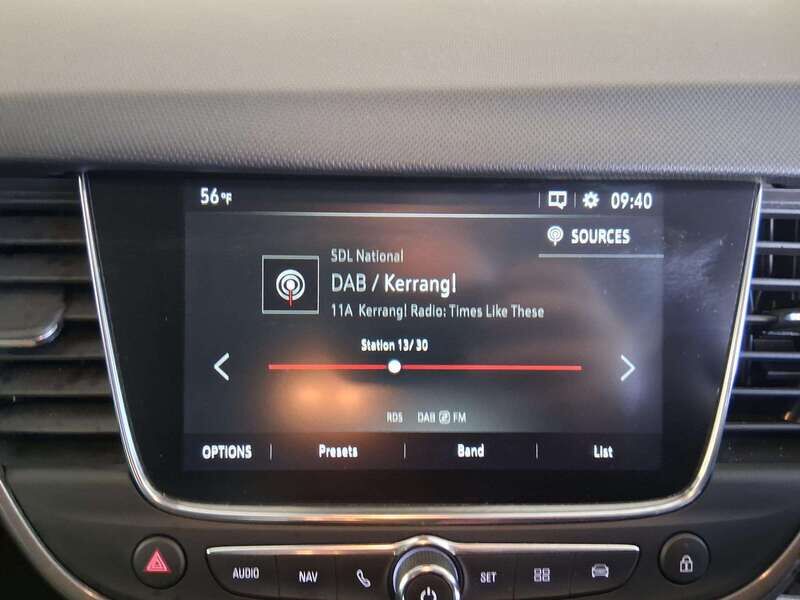 56°F
09:40
SOURCES
SDL National
DAB / Kerrang!
11A Kerrang! Radio: Times Like These
Station 13/30
RDS DAB FM
OPTIONS Presets Band List
AUDIO NAV SET